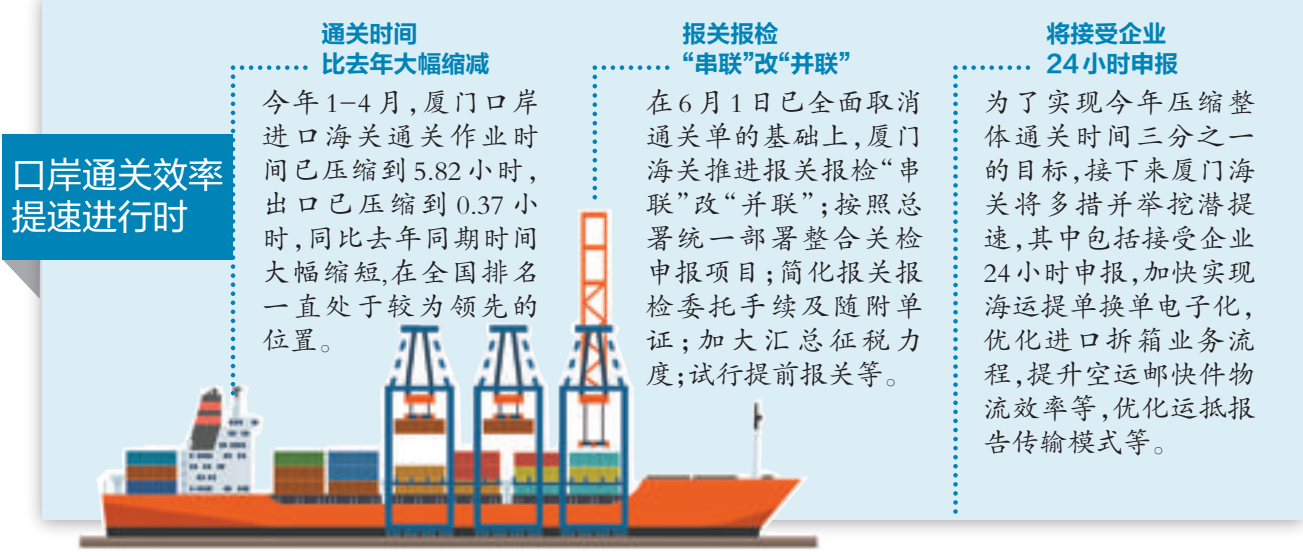 口岸通关效率
提速进行时
通关时间
比去年大幅缩减
今年1-4月,厦门口岸
进口海关通关作业时
间已压缩到5.82小时,
出口已压缩到0.37小
时,同比去年同期时间
大幅缩短,在全国排名
一直处于较为领先的
位置。
报关报检
“串联”改“并联”
在6月1日已全面取消
通关单的基础上,厦门
海关推进报关报检“串
联”改“并联”;按照总
署统一部署整合关检
申报项目;简化报关报
检委托手续及随附单
证;加大汇总征税力
度;试行提前报关等。
将接受企业
24小时申报
为了实现今年压缩整
体通关时间三分之一
的目标,接下来厦门海
关将多措并举挖潜提
速,其中包括接受企业
24小时申报,加快实现
海运提单换单电子化,
优化进口拆箱业务流
程,提升空运邮快件物
流效率等,优化运抵报
告传输模式等。